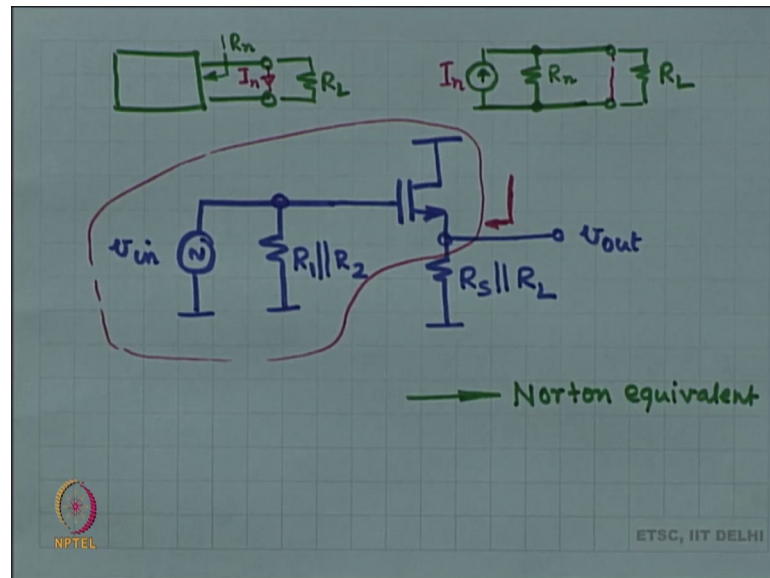 Rn
In
RL
In
Rn
RL
vin
R1||R2
vout
Rs||RL
Norton equivalent
NPTEL
ETSC, IIT DELHI